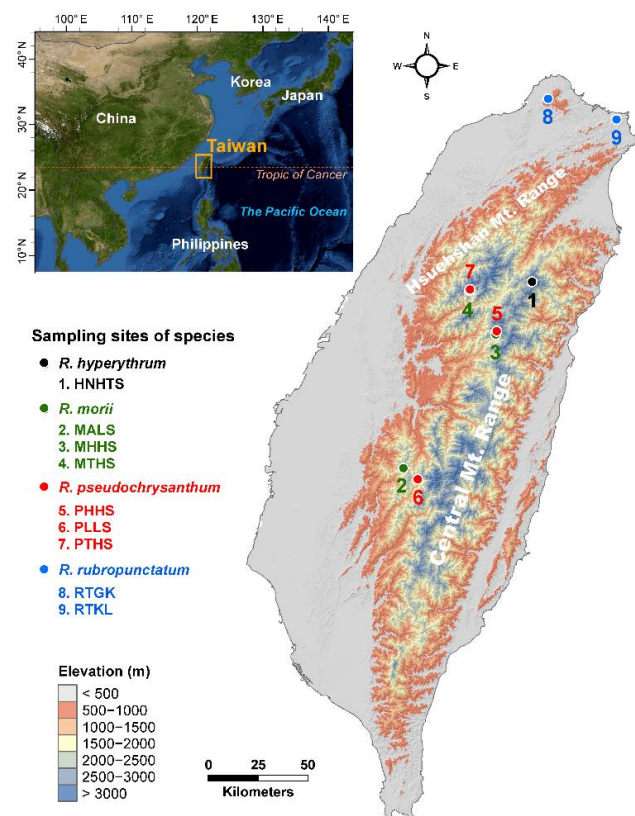 100° E
110° E
120° E
130° E
140° E
40° N
30° N
20° N
10° N
Korea
Japan
China
Taiwan
Tropic of Cancer
The Pacific Ocean
Philippines
N
W
E
S
8
9
Hsuehshan Mt. Range
7
4
1
5
3
Central Mt. Range
2
6
Sampling sites of species
R. hyperythrum
1. HNHTS
R. morii
2. MALS
3. MHHS
4. MTHS
R. pseudochrysanthum
5. PHHS
6. PLLS
7. PTHS
R. rubropunctatum
8. RTGK
9. RTKL
Elevation (m)
< 500
500−1000
1000−1500
1500−2000
2000−2500
2500−3000
> 3000
0 25 50
Kilometers